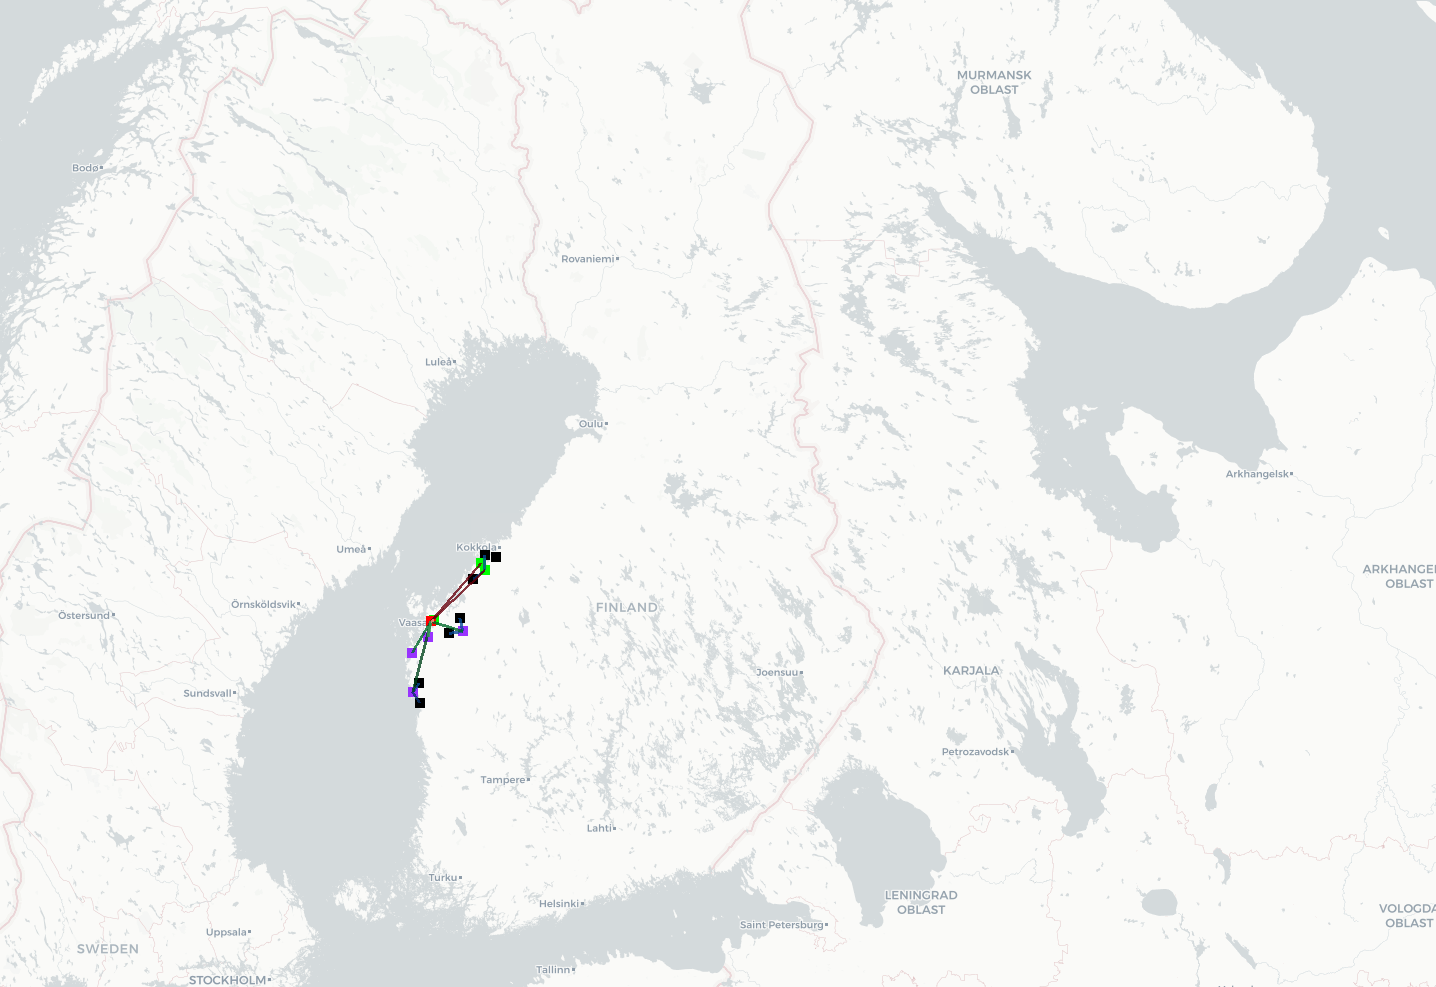 MURMANSK
OBLAST
Bodø
Rovaniemi
Luleå
Oulu
Arkhangelsk
Kokkola
Umeå
ARKHANGEL
OBLAST
Örnsköldsvik
FINLAND
Östersund
Vaasa
Joensuu
KARJALA
Sundsvall
Petrozavodsk
Tampere
Lahti
Turku
LENINGRAD
OBLAST
Helsinki
VOLOGDA
OBLAST
Saint Petersburg
Uppsala
SWEDEN
Tallinn
STOCKHOLM